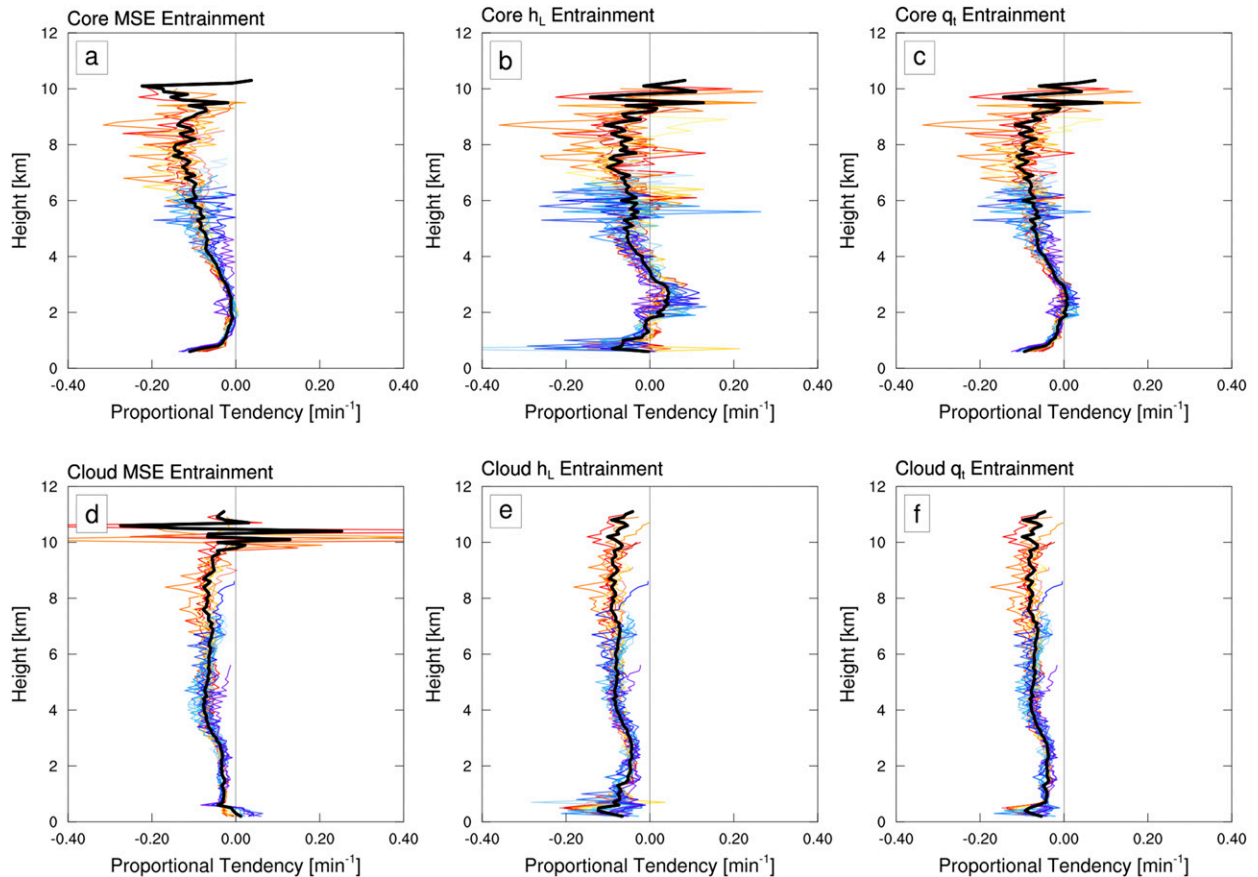 Core MSE Entrainment
a
12
10
8
6
4
2
0
Height [km]
-0.40 -0.20 0.00 0.20 0.40
Proportional Tendency [min⁻¹]
Core hL Entrainment
b
12
10
8
6
4
2
0
Height [km]
-0.40 -0.20 0.00 0.20 0.40
Proportional Tendency [min⁻¹]
Core qt Entrainment
c
12
10
8
6
4
2
0
Height [km]
-0.40 -0.20 0.00 0.20 0.40
Proportional Tendency [min⁻¹]
Cloud MSE Entrainment
d
12
10
8
6
4
2
0
Height [km]
-0.40 -0.20 0.00 0.20 0.40
Proportional Tendency [min⁻¹]
Cloud hL Entrainment
e
12
10
8
6
4
2
0
Height [km]
-0.40 -0.20 0.00 0.20 0.40
Proportional Tendency [min⁻¹]
Cloud qt Entrainment
f
12
10
8
6
4
2
0
Height [km]
-0.40 -0.20 0.00 0.20 0.40
Proportional Tendency [min⁻¹]